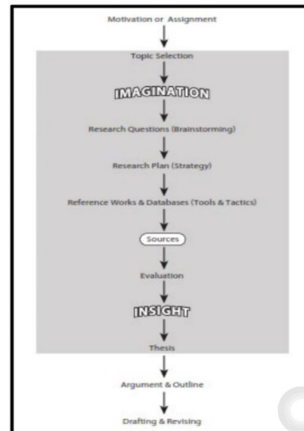 Motivation or Assignment
Topic Selection
IMAGINATION
Research Questions (Brainstorming)
Research Plan (Strategy)
Reference Works & Databases (Tools & Tactics)
Sources
Evaluation
INSIGHT
Thesis
Argument & Outline
Drafting & Revising